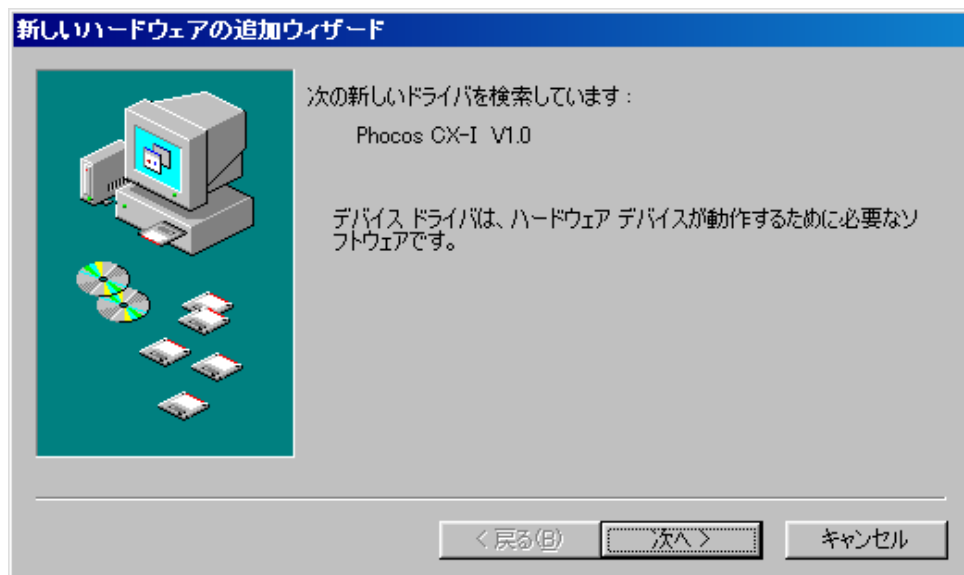 新しいハードウェアの追加ウィザード
次の新しいドライバを検索しています：
Phocos CX-I V1.0
デバイス ドライバは、ハードウェア デバイスが動作するために必要なソ
フトウェアです。
< 戻る(B)
次へ >
キャンセル